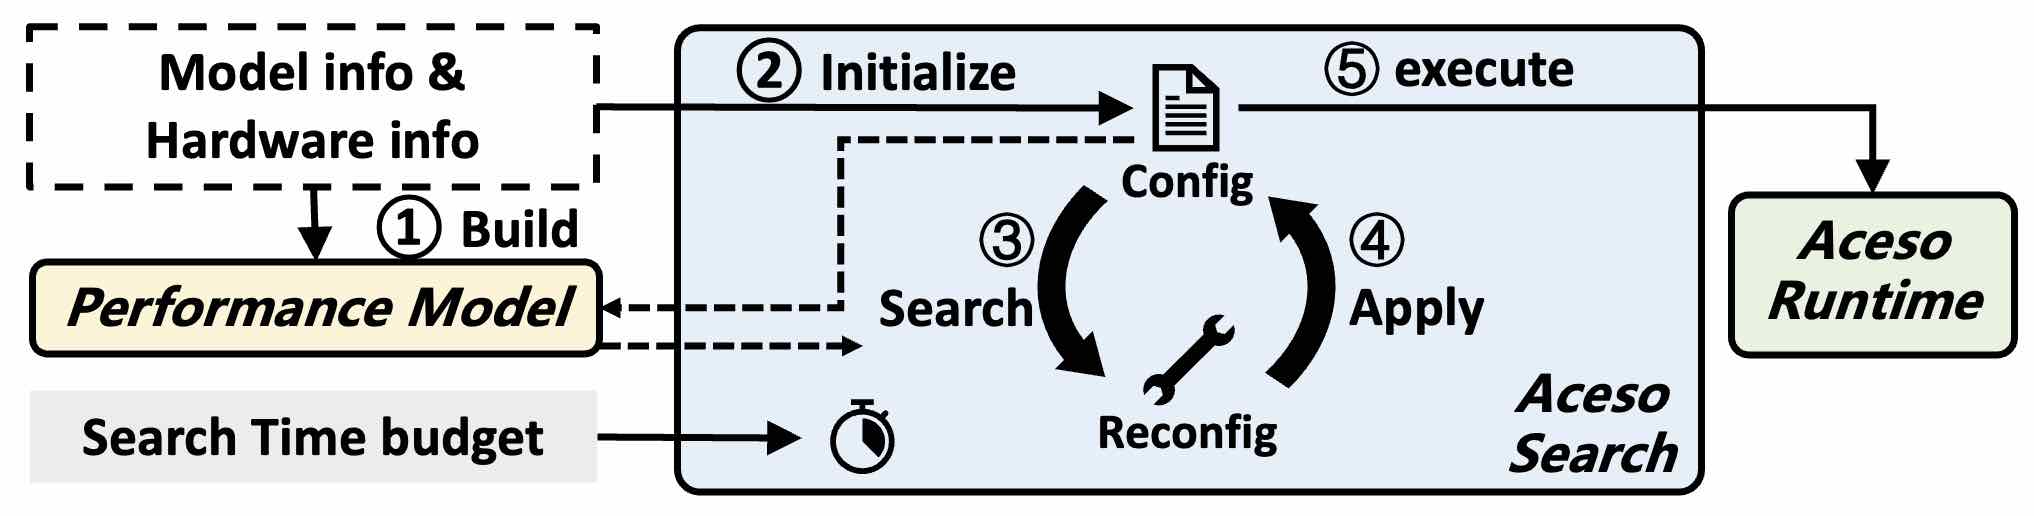 Model info &
Hardware info
① Build
Performance Model
Search Time budget
② Initialize
⑤ execute
Config
③
Search
④
Apply
Reconfig
Aceso
Search
Aceso
Runtime